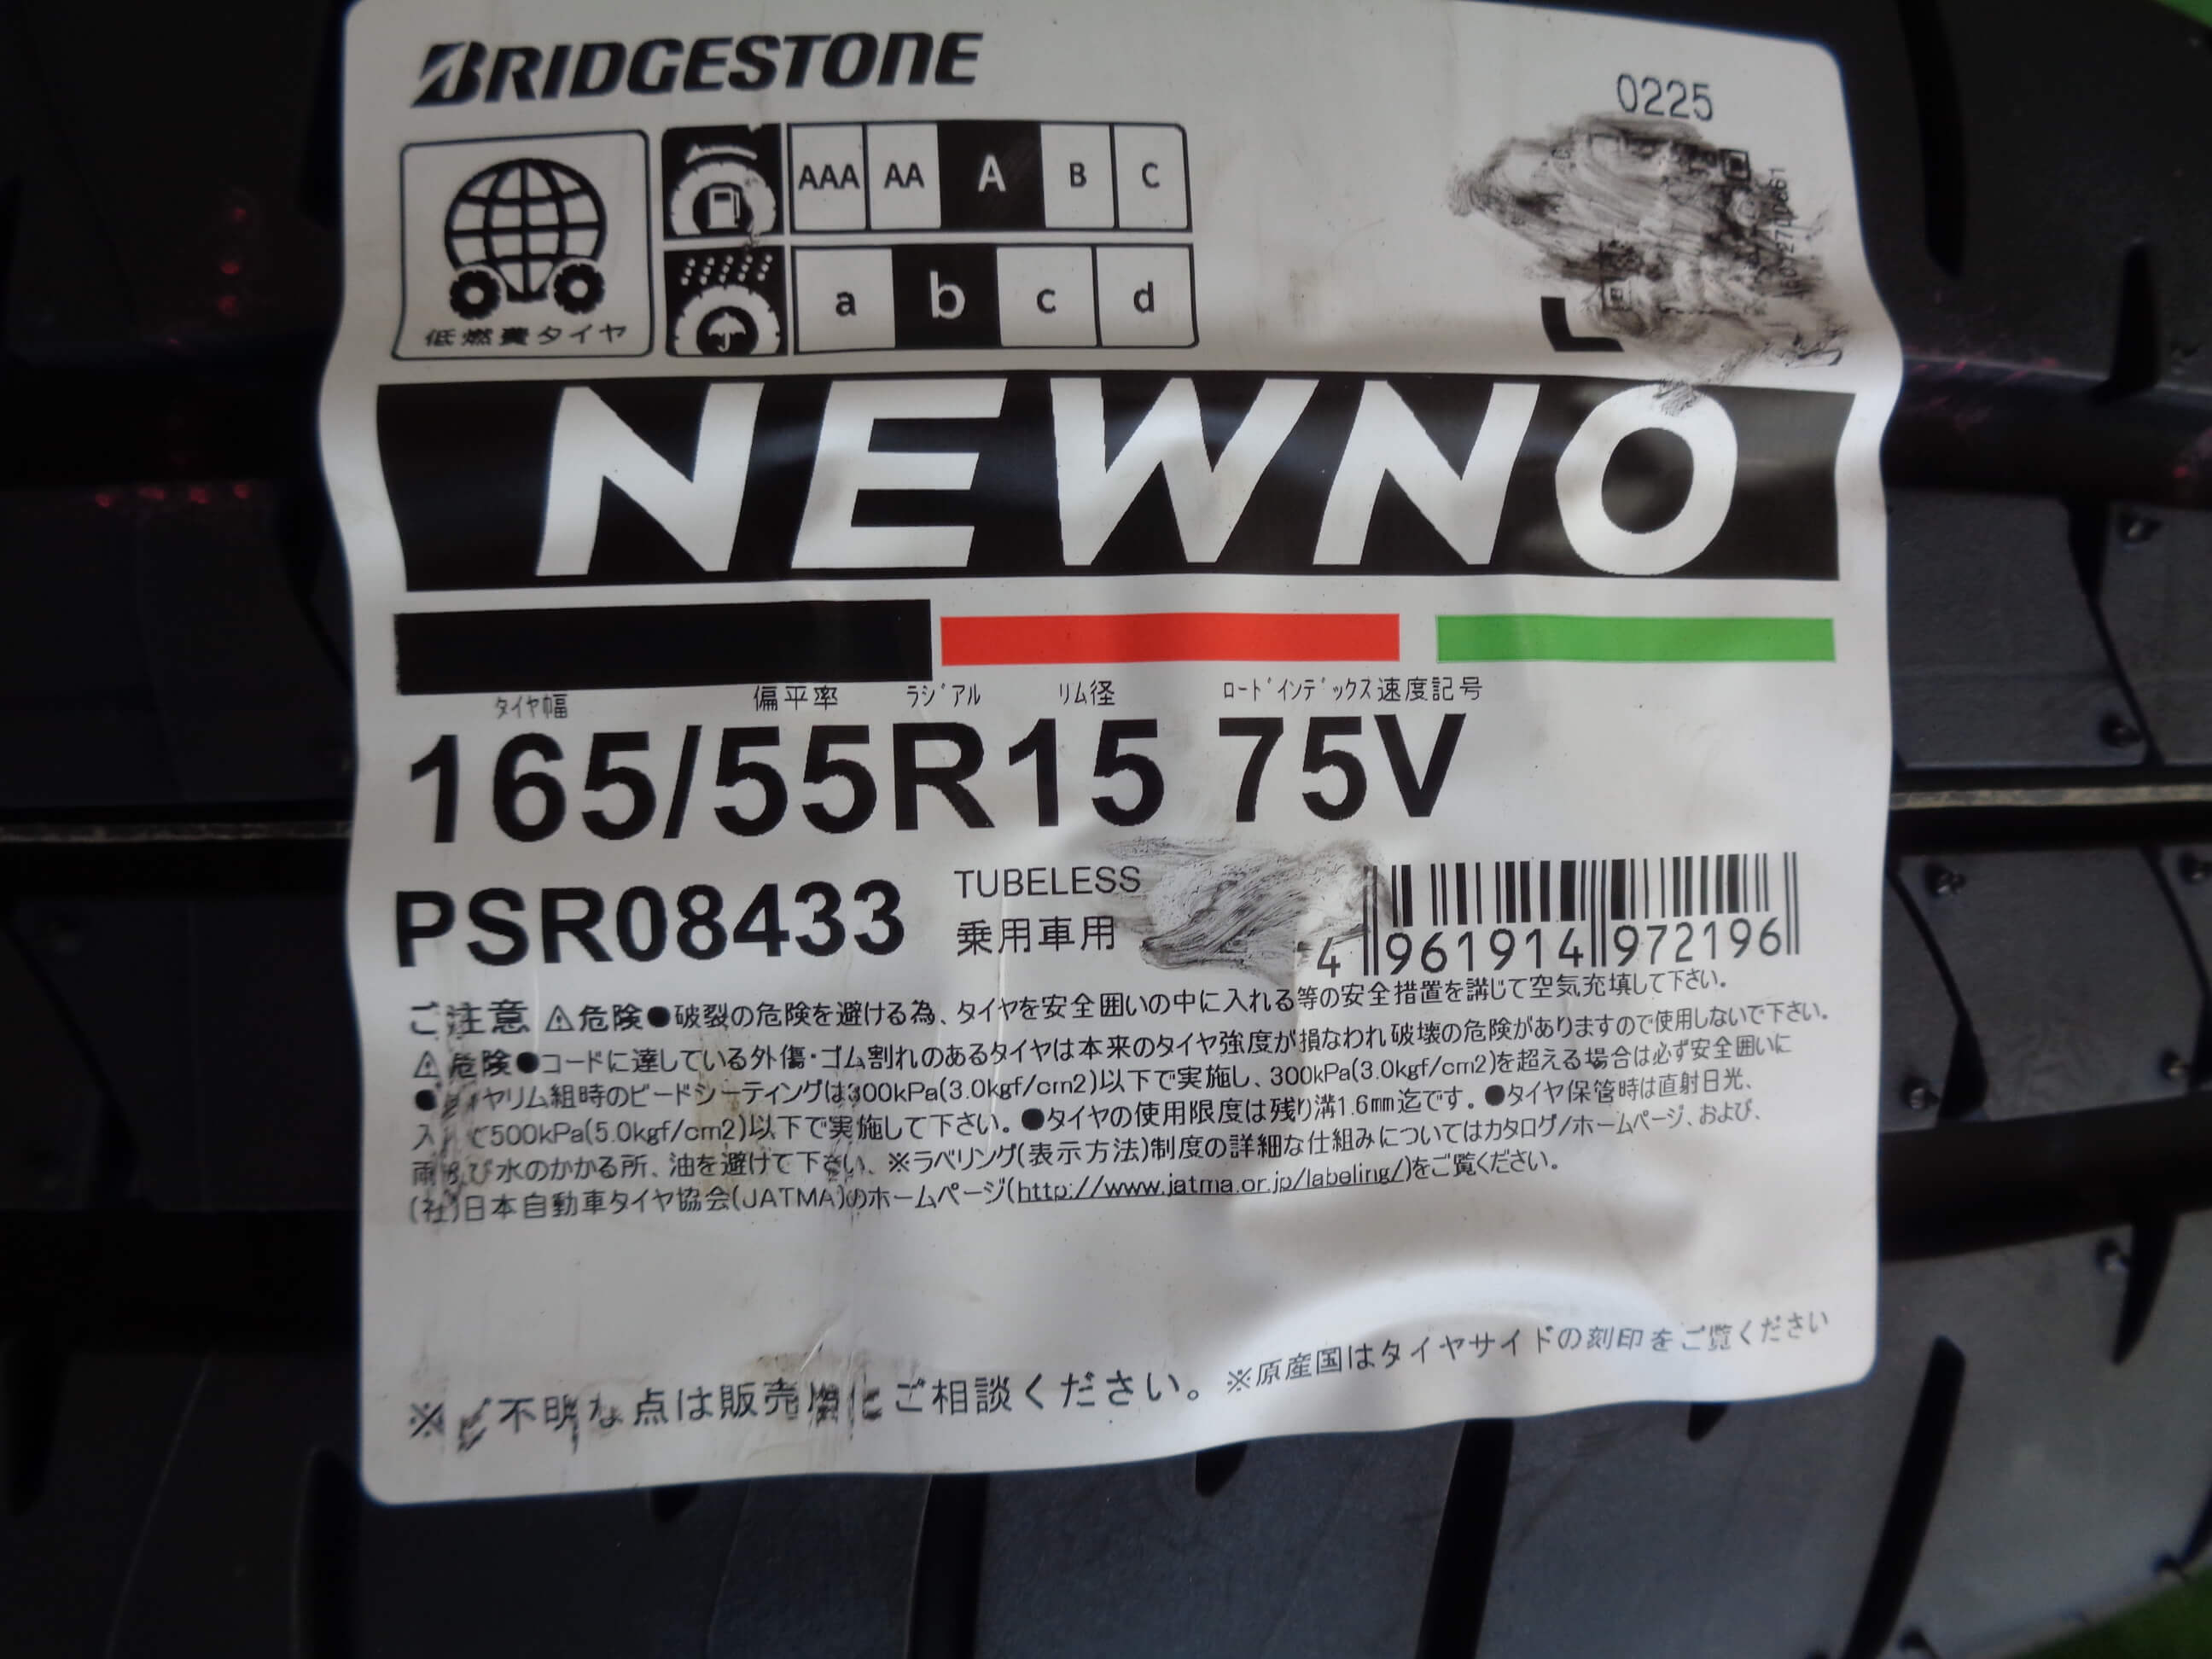 BRIDGESTONE
0225
AAA AA A B C
a b c d
低燃費タイヤ
L
NEWNO
タイヤ幅 偏平率 ラジアル リム径 ロードインデックス速度記号
165/55R15 75V
PSR08433
TUBELESS
乗用車用
4 961914 972196
ご注意 ⚠危険●破裂の危険を避ける為、タイヤを安全囲いの中に入れる等の安全措置を講じて空気充填して下さい。
⚠危険●コードに達している外傷・ゴム割れのあるタイヤは本来のタイヤ強度が損なわれ破壊の危険がありますので使用しないで下さい。
●タイヤリム組時のビードシーティングは300kPa(3.0kgf/cm2)以下で実施し、300kPa(3.0kgf/cm2)を超える場合は必ず安全囲いに
入れて500kPa(5.0kgf/cm2)以下で実施して下さい。●タイヤの使用限度は残り溝1.6mm迄です。●タイヤ保管時は直射日光、
雨及び水のかかる所、油を避けて下さい、※ラベリング(表示方法)制度の詳細な仕組みについてはカタログ/ホームページ、および、
(社)日本自動車タイヤ協会(JATMA)のホームページ(http://www.jatma.or.jp/labeling/)をご覧ください。
※ご不明な点は販売店にご相談ください。※原産国はタイヤサイドの刻印をご覧ください